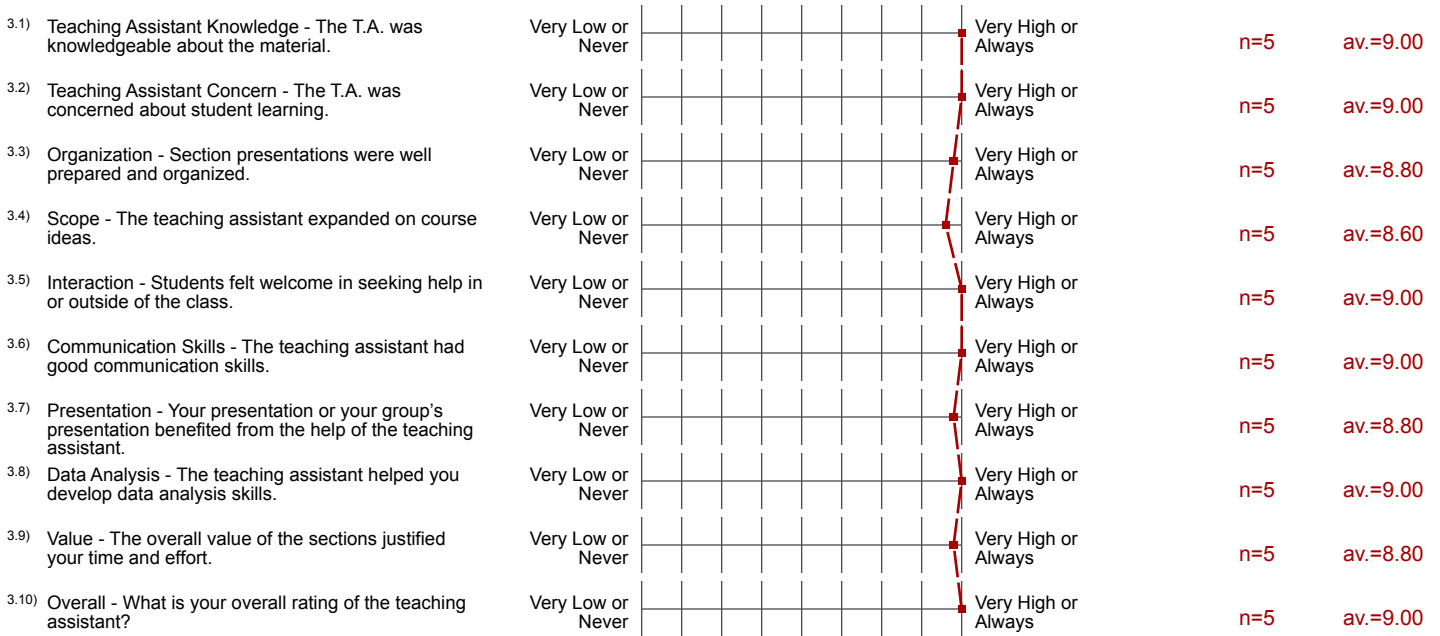 3.1) Teaching Assistant Knowledge - The T.A. was Very Low or Very High or
knowledgeable about the material. Never Always n=5 av.=9.00
3.2) Teaching Assistant Concern - The T.A. was Very Low or Very High or
concerned about student learning. Never Always n=5 av.=9.00
3.3) Organization - Section presentations were well Very Low or Very High or
prepared and organized. Never Always n=5 av.=8.80
3.4) Scope - The teaching assistant expanded on course Very Low or Very High or
ideas. Never Always n=5 av.=8.60
3.5) Interaction - Students felt welcome in seeking help in Very Low or Very High or
or outside of the class. Never Always n=5 av.=9.00
3.6) Communication Skills - The teaching assistant had Very Low or Very High or
good communication skills. Never Always n=5 av.=9.00
3.7) Presentation - Your presentation or your group's Very Low or Very High or
presentation benefited from the help of the teaching Never Always n=5 av.=8.80
assistant.
3.8) Data Analysis - The teaching assistant helped you Very Low or Very High or
develop data analysis skills. Never Always n=5 av.=9.00
3.9) Value - The overall value of the sections justified Very Low or Very High or
your time and effort. Never Always n=5 av.=8.80
3.10) Overall - What is your overall rating of the teaching Very Low or Very High or
assistant? Never Always n=5 av.=9.00